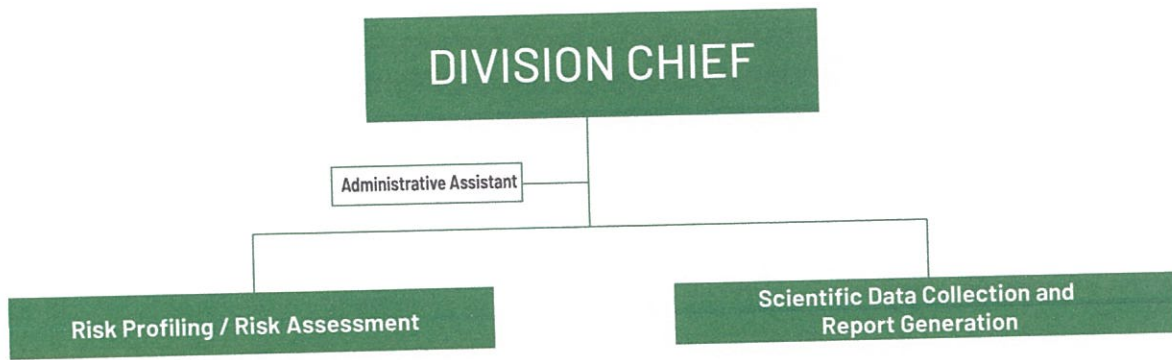 DIVISION CHIEF
Administrative Assistant
Risk Profiling / Risk Assessment
Scientific Data Collection and
Report Generation